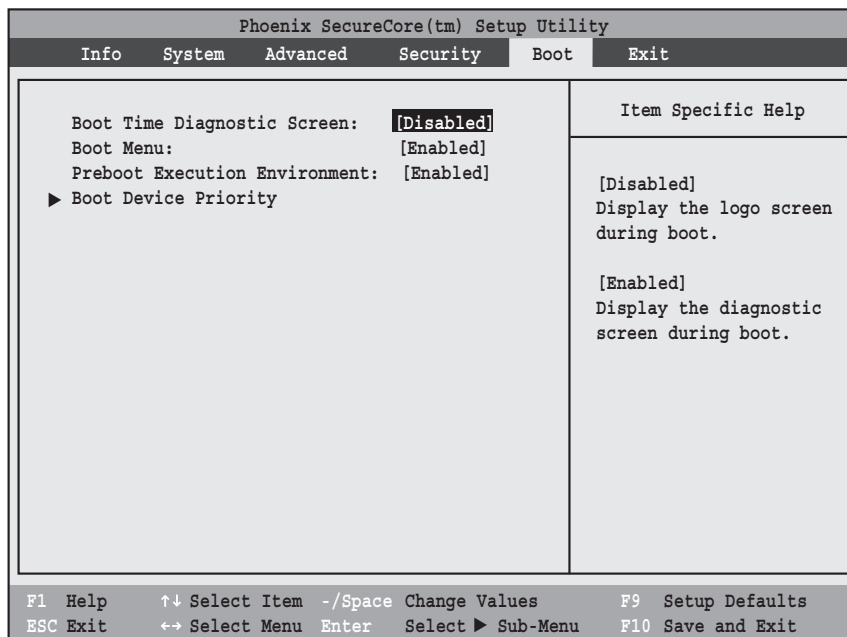 Phoenix SecureCore(tm) Setup Utility
Info System Advanced Security Boot Exit
Boot Time Diagnostic Screen: [Disabled]
Boot Menu: [Enabled]
Preboot Execution Environment: [Enabled]
▶ Boot Device Priority
Item Specific Help
[Disabled]
Display the logo screen
during boot.
[Enabled]
Display the diagnostic
screen during boot.
F1 Help ↑↓ Select Item -/Space Change Values F9 Setup Defaults
ESC Exit ←→ Select Menu Enter Select ▶ Sub-Menu F10 Save and Exit